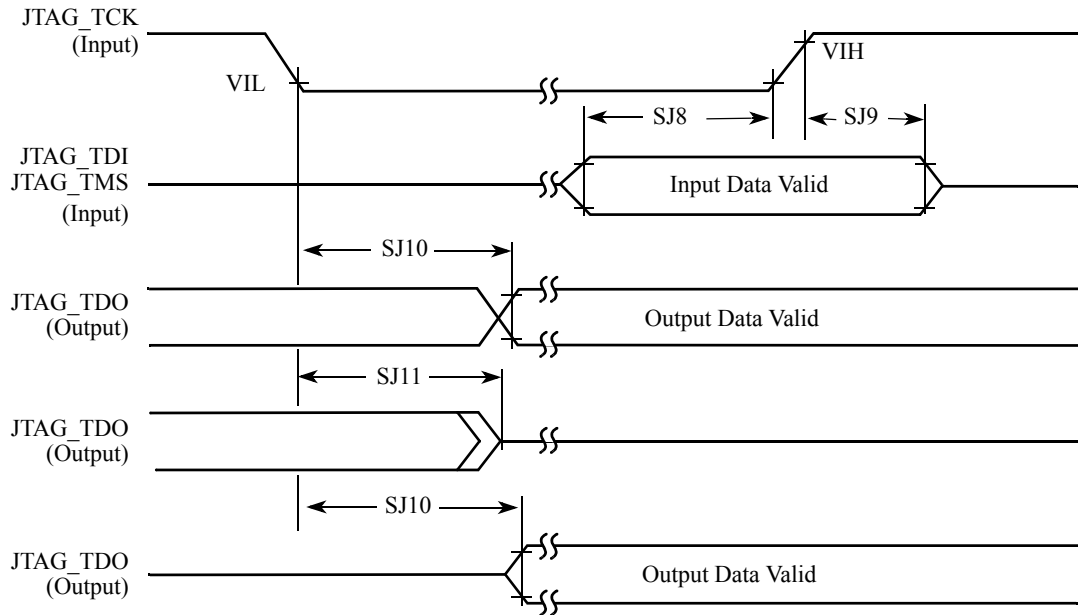 JTAG_TCK
(Input)
VIL
VIH
SJ8
SJ9
JTAG_TDI
JTAG_TMS
(Input)
Input Data Valid
SJ10
JTAG_TDO
(Output)
Output Data Valid
SJ11
JTAG_TDO
(Output)
SJ10
JTAG_TDO
(Output)
Output Data Valid